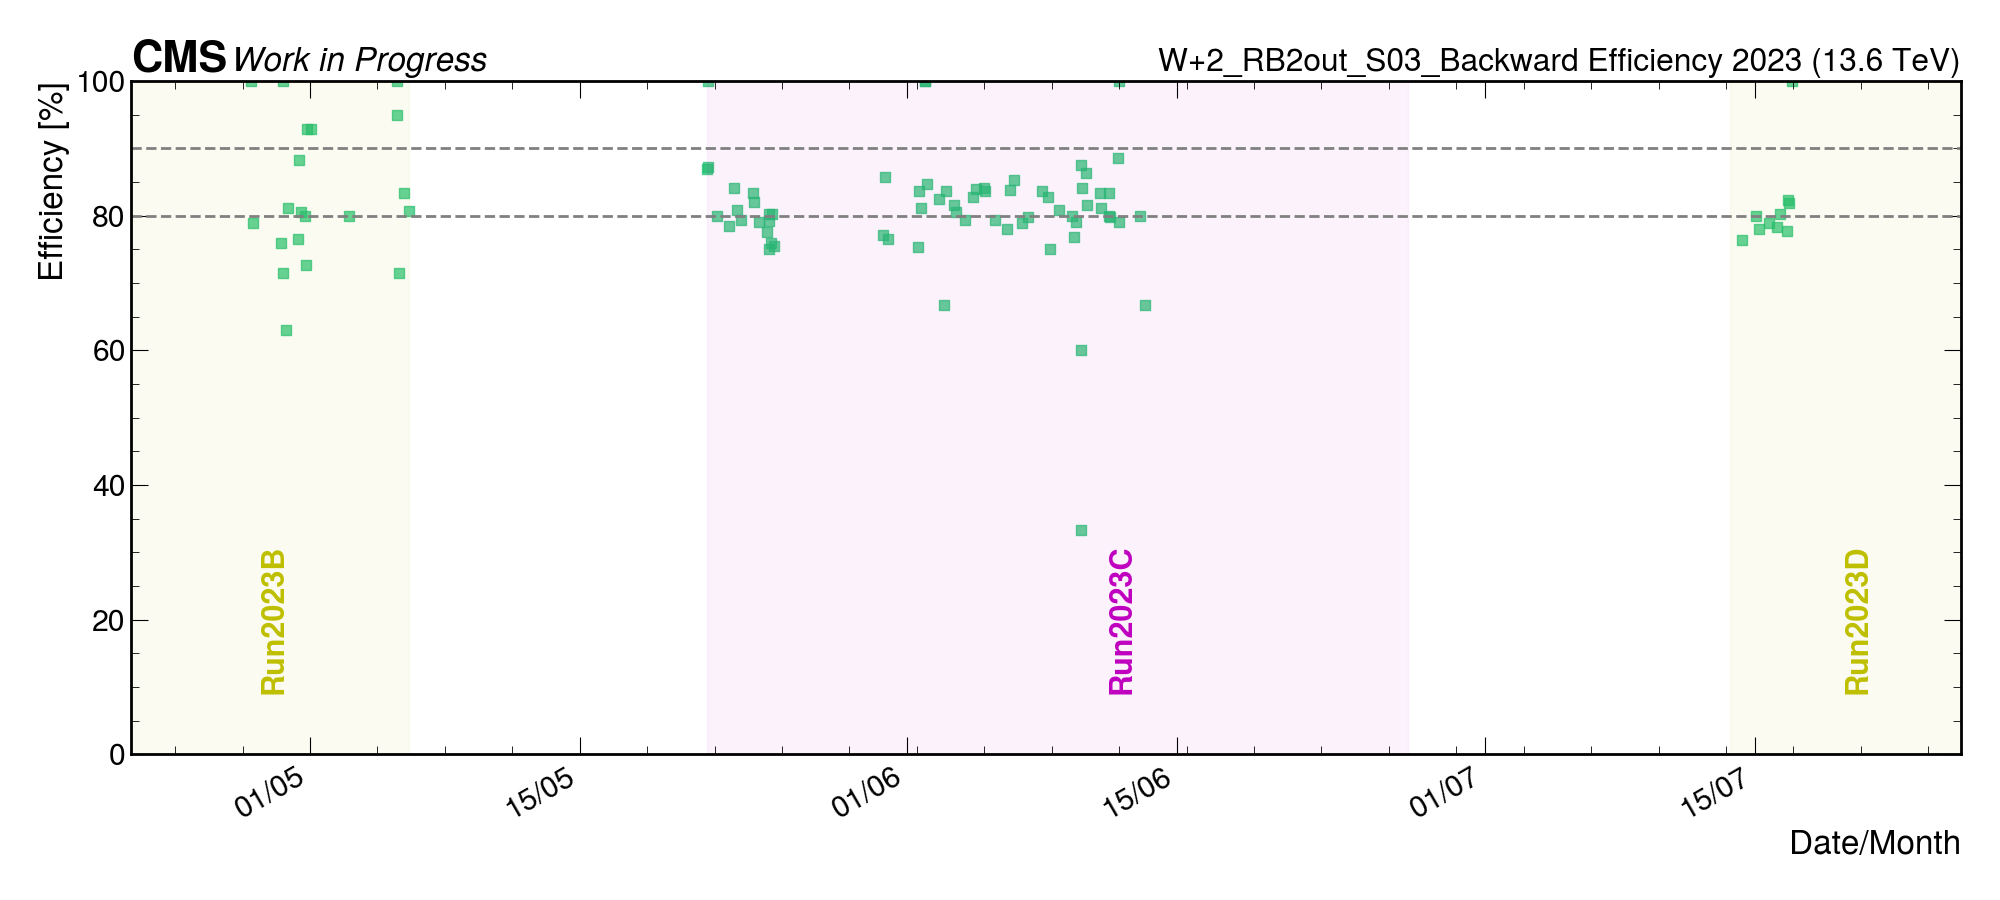 CMS Work in Progress
W+2_RB2out_S03_Backward Efficiency 2023 (13.6 TeV)
Efficiency [%]
100
80
60
40
20
0
Run2023B
Run2023C
Run2023D
01/05
15/05
01/06
15/06
01/07
15/07
Date/Month